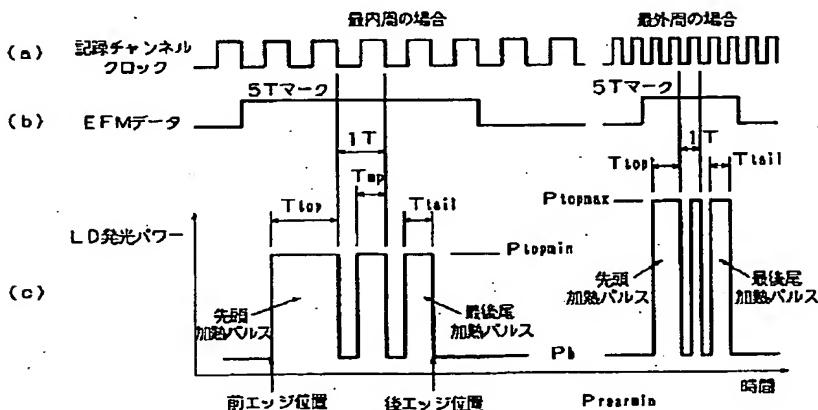 最内周の場合
最外周の場合
(a) 記録チャンネル
クロック
5Tマーク
5Tマーク
(b) EFMデータ
1T
1T
Tmp
Ttop
Ttail
Ttop
Ttail
Ptopmax
LD発光パワー
Ptopmin
(c)
先頭
加熱パルス
最後尾
加熱パルス
先頭
加熱パルス
最後尾
加熱パルス
Pb
時間
前エッジ位置
後エッジ位置
Prearmin